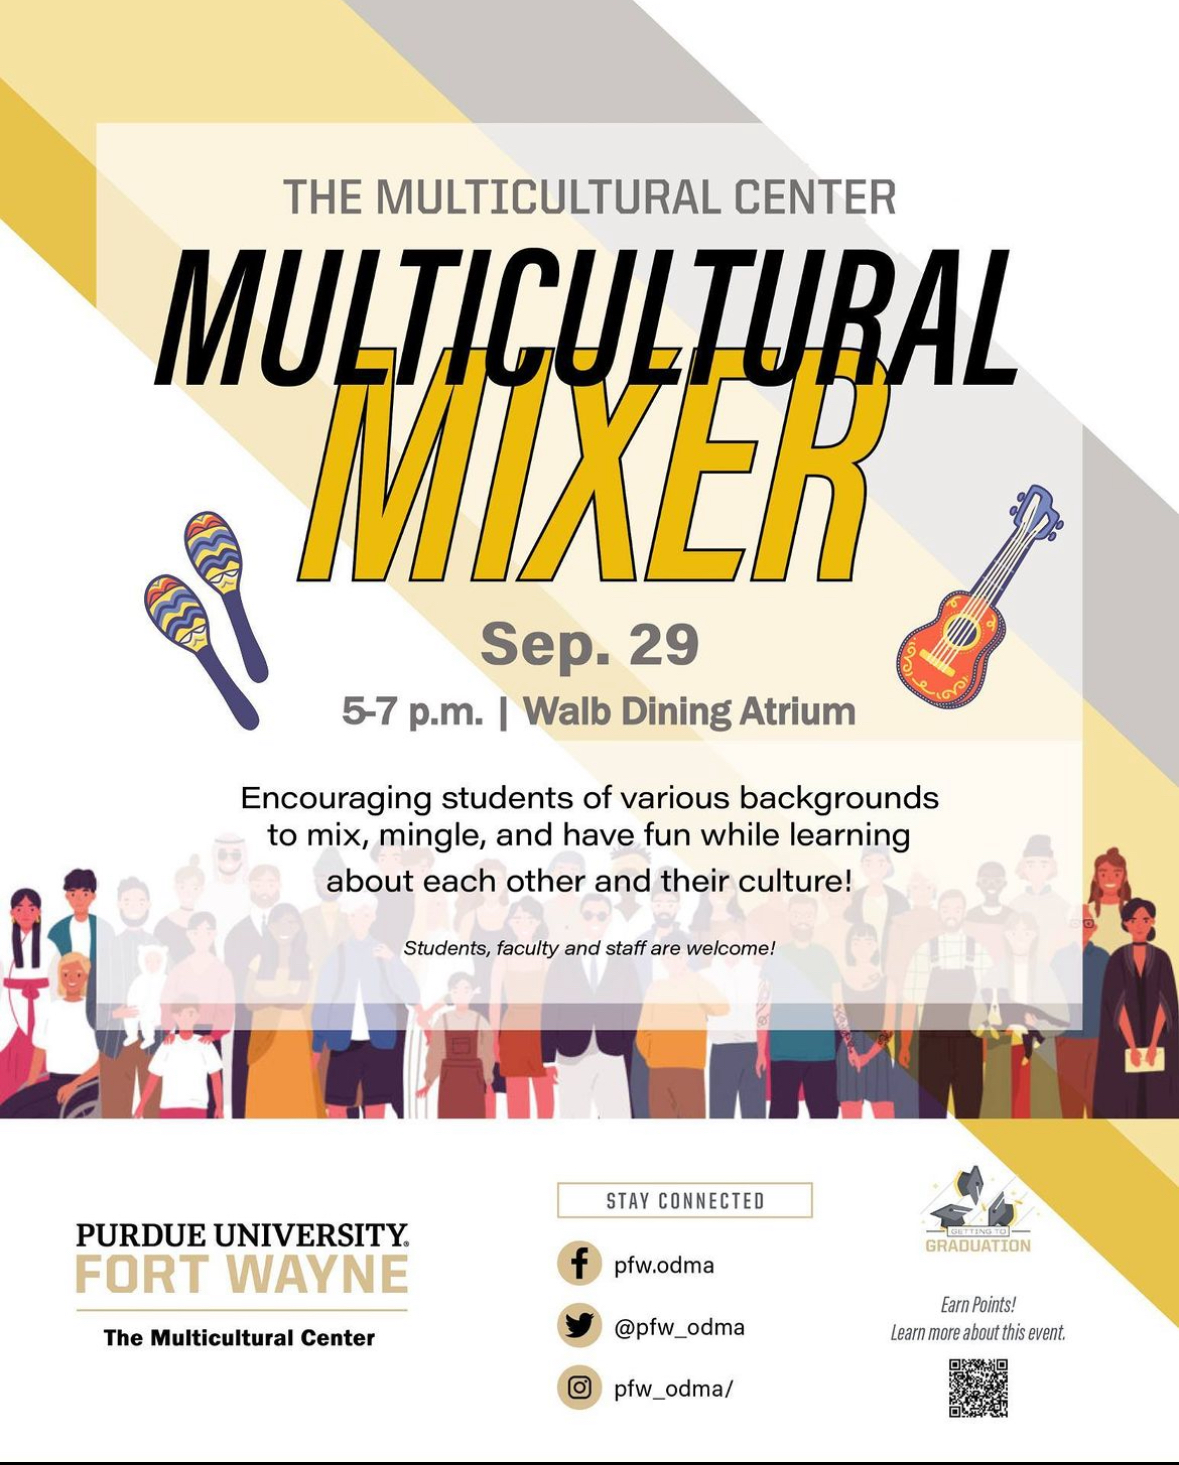 THE MULTICULTURAL CENTER
MULTICULTURAL
MIXER
Sep. 29
5-7 p.m. | Walb Dining Atrium
Encouraging students of various backgrounds
to mix, mingle, and have fun while learning
about each other and their culture!
Students, faculty and staff are welcome!
PURDUE UNIVERSITY®
FORT WAYNE
The Multicultural Center
STAY CONNECTED
pfw.odma
@pfw_odma
pfw_odma/
GETTING TO
GRADUATION
Earn Points!
Learn more about this event.